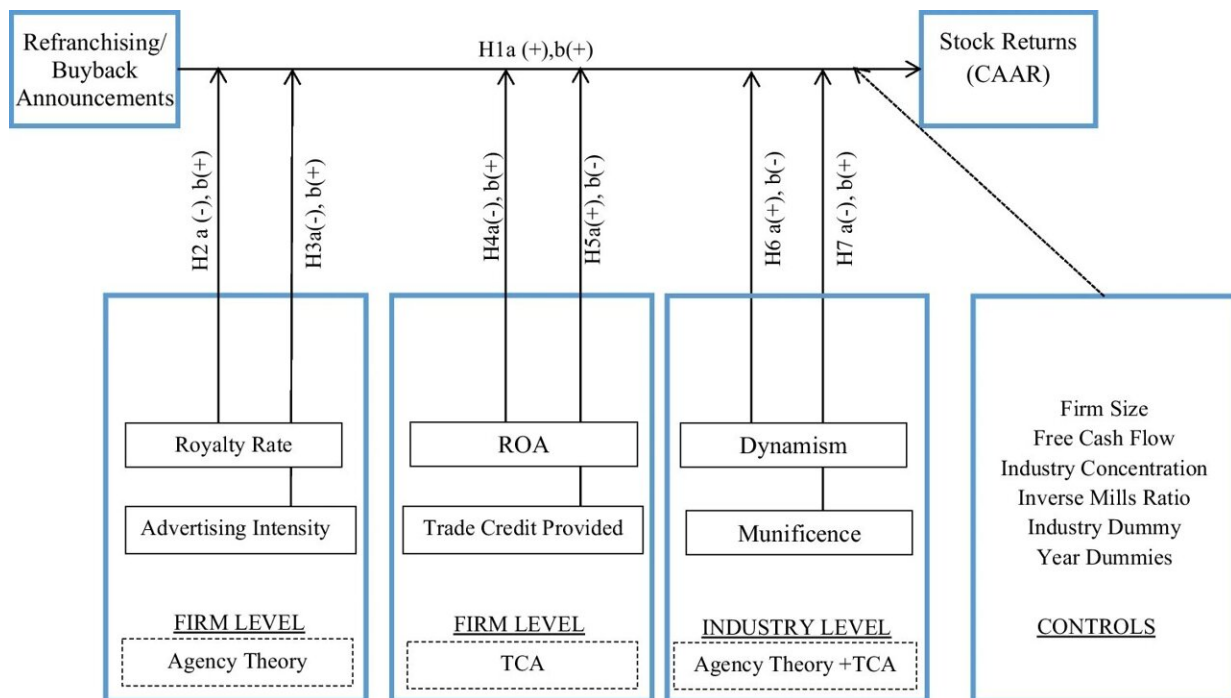 Refranchising/
Buyback
Announcements
H1a (+),b(+)
Stock Returns
(CAAR)
H2 a (-), b(+)
H3a(-), b(+)
H4a(-), b(+)
H5a(+), b(-)
H6 a(+), b(-)
H7 a(-), b(+)
Royalty Rate
Advertising Intensity
FIRM LEVEL
Agency Theory
ROA
Trade Credit Provided
FIRM LEVEL
TCA
Dynamism
Munificence
INDUSTRY LEVEL
Agency Theory +TCA
Firm Size
Free Cash Flow
Industry Concentration
Inverse Mills Ratio
Industry Dummy
Year Dummies
CONTROLS